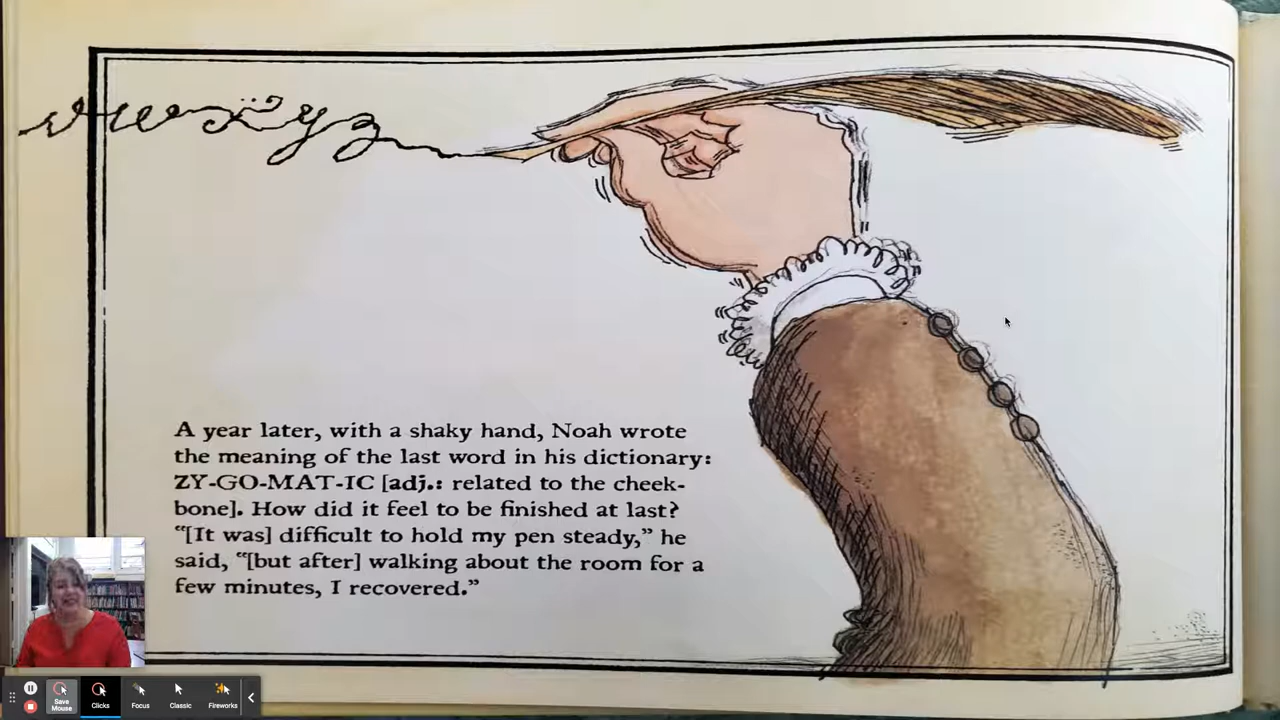 vwxyz
A year later, with a shaky hand, Noah wrote
the meaning of the last word in his dictionary:
ZY-GO-MAT-IC [adj.: related to the cheek-
bone]. How did it feel to be finished at last?
“[It was] difficult to hold my pen steady,” he
said, “[but after] walking about the room for a
few minutes, I recovered.”
Save Mouse
Clicks
Focus
Classic
Fireworks